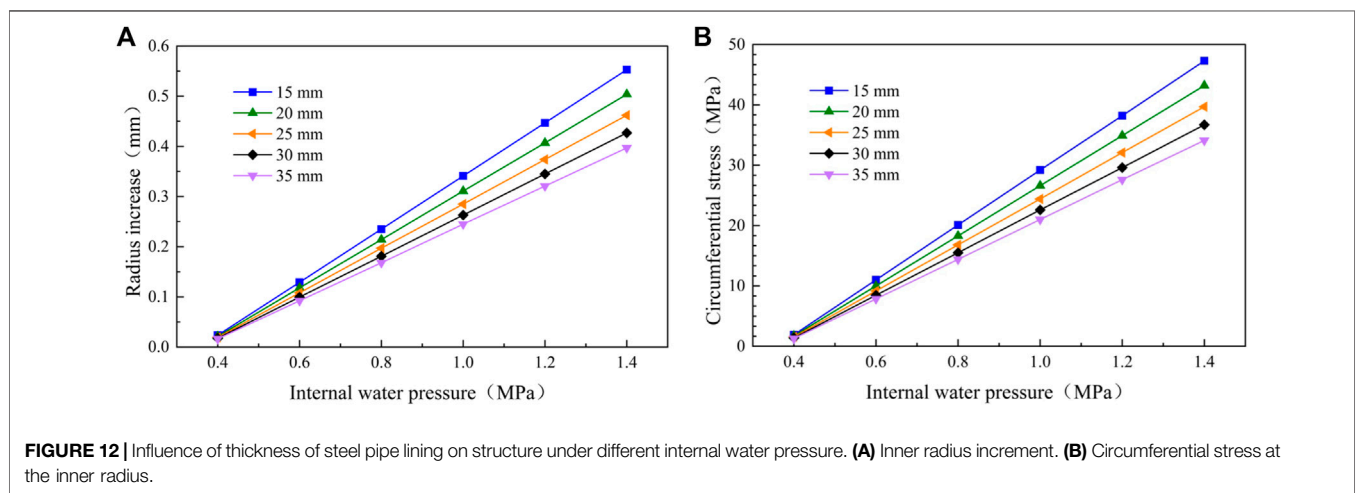 A
0.6
0.5
0.4
0.3
0.2
0.1
0.0
Radius increase（mm）
15 mm
20 mm
25 mm
30 mm
35 mm
0.4 0.6 0.8 1.0 1.2 1.4
Internal water pressure（MPa）
B
50
40
30
20
10
0
Circumferential stress（MPa）
15 mm
20 mm
25 mm
30 mm
35 mm
0.4 0.6 0.8 1.0 1.2 1.4
Internal water pressure（MPa）
FIGURE 12 | Influence of thickness of steel pipe lining on structure under different internal water pressure. (A) Inner radius increment. (B) Circumferential stress at
the inner radius.